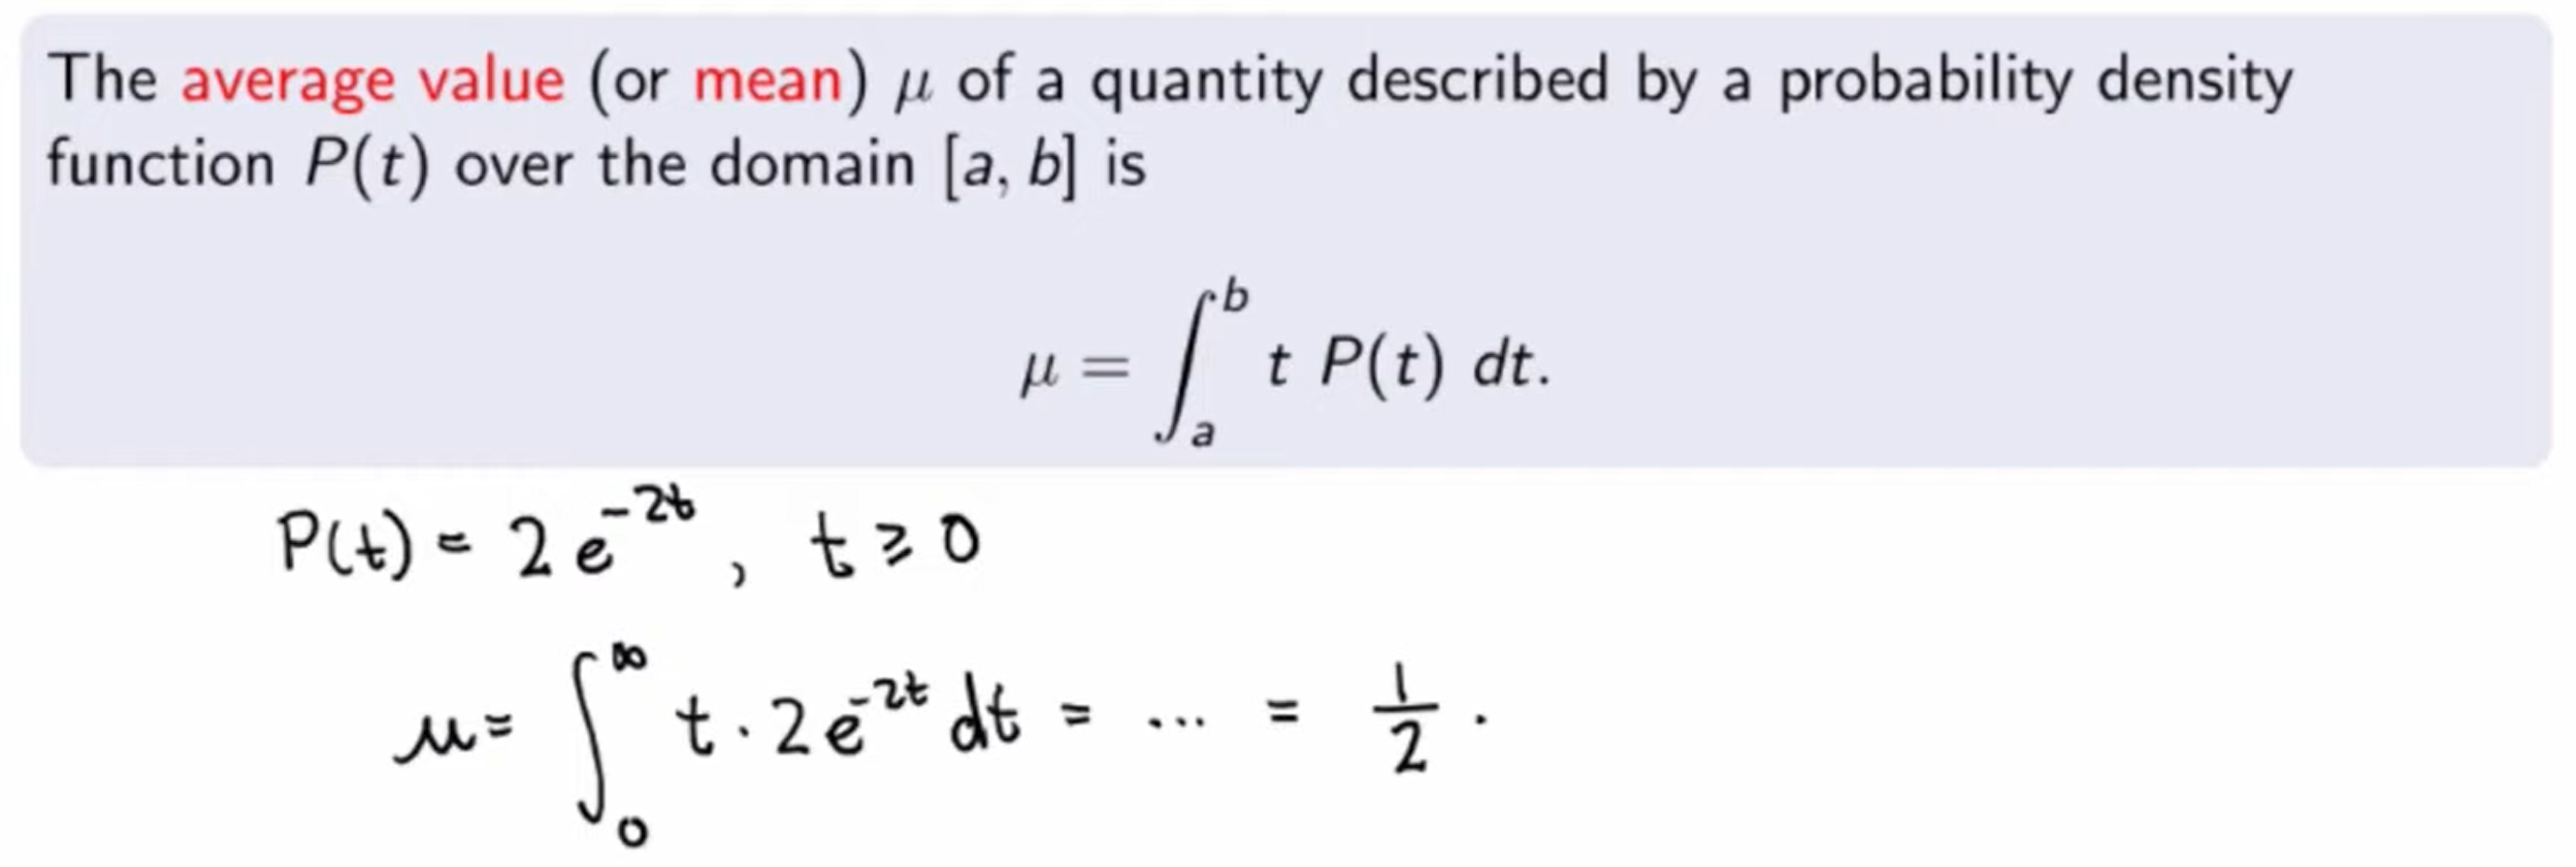 The average value (or mean) μ of a quantity described by a probability density
function P(t) over the domain [a, b] is
μ = ∫_a^b t P(t) dt.
P(t) = 2e^{-2t}, t ≥ 0
μ = ∫_0^∞ t · 2e^{-2t} dt = ... = 1/2.